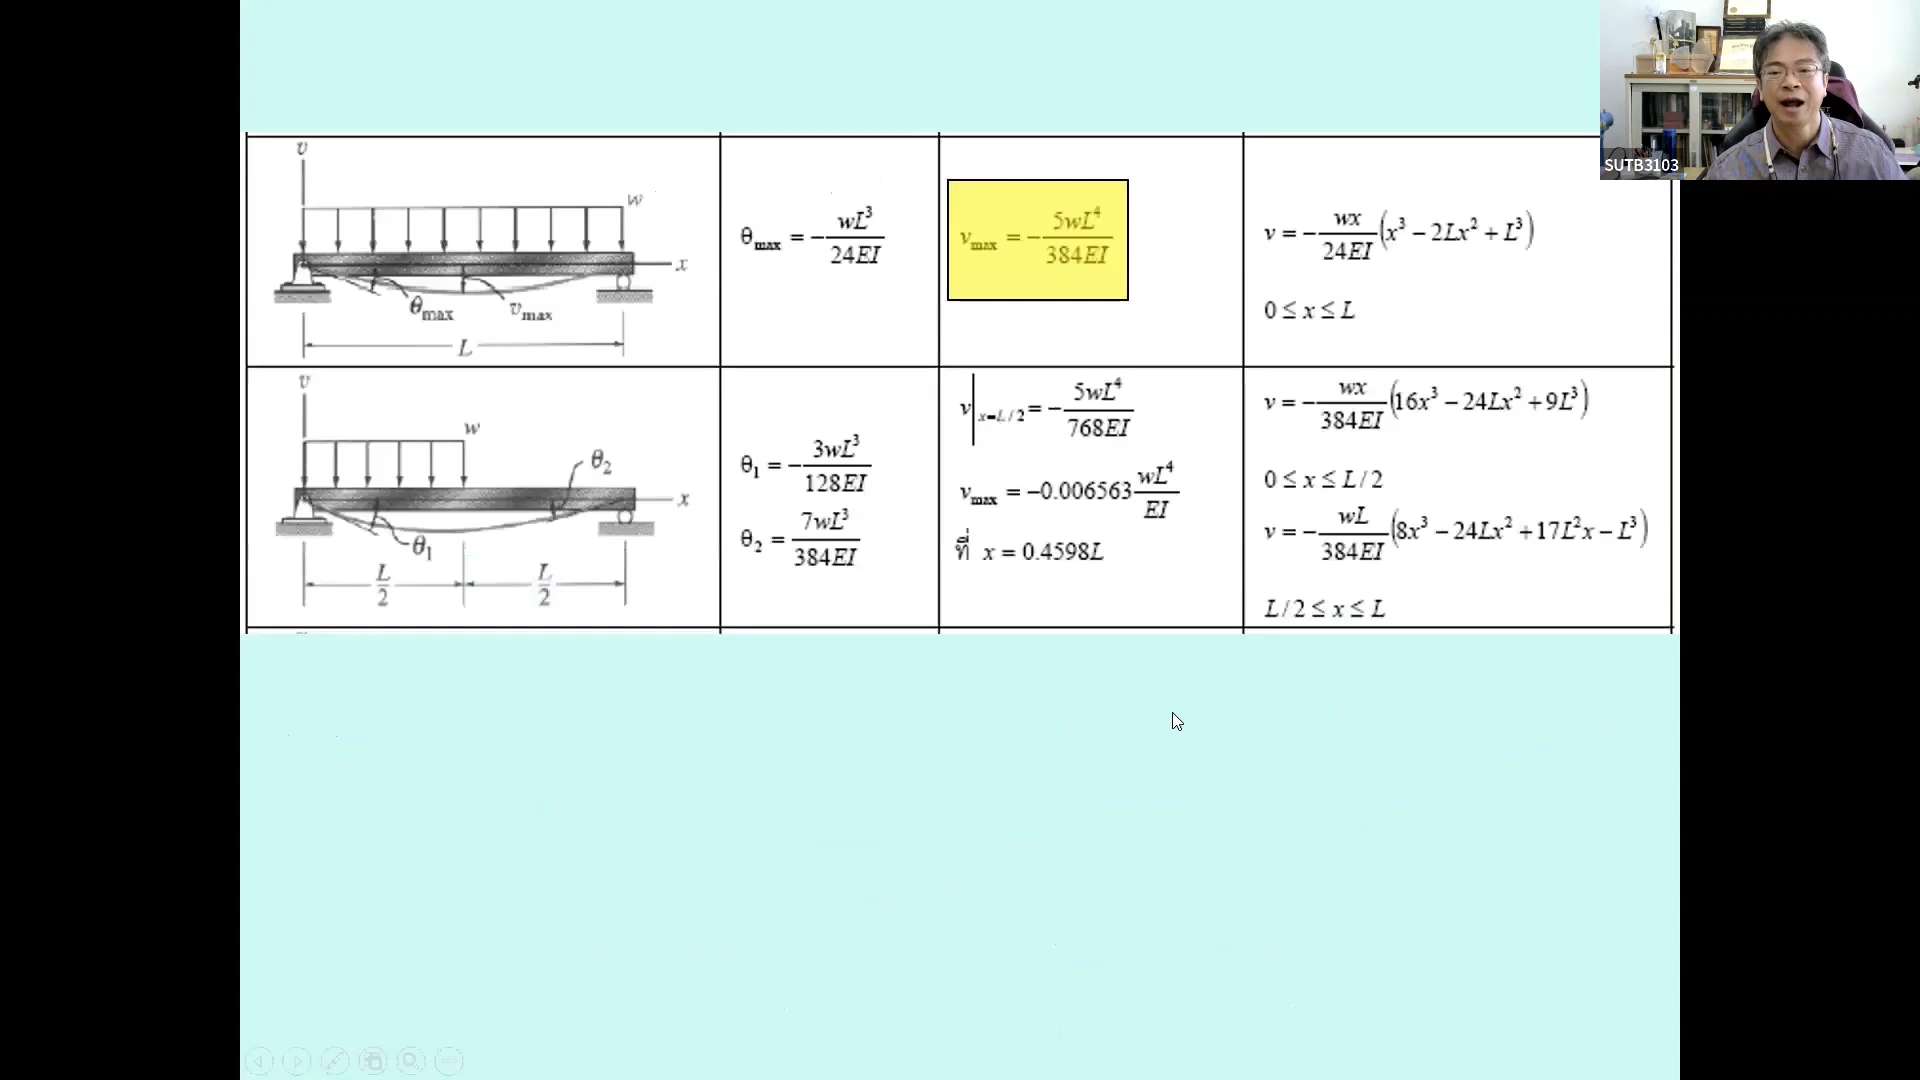 SUTB3103
v
w
x
θmax
vmax
L
θmax = −wL³/24EI
vmax = −5wL⁴/384EI
v = −wx/24EI (x³ − 2Lx² + L³)
0 ≤ x ≤ L
v
w
θ₂
x
θ₁
L/2
L/2
θ₁ = −3wL³/128EI
θ₂ = 7wL³/384EI
v|x=L/2 = −5wL⁴/768EI
vmax = −0.006563 wL⁴/EI
ที่ x = 0.4598L
v = −wx/384EI (16x³ − 24Lx² + 9L³)
0 ≤ x ≤ L/2
v = −wL/384EI (8x³ − 24Lx² + 17L²x − L³)
L/2 ≤ x ≤ L